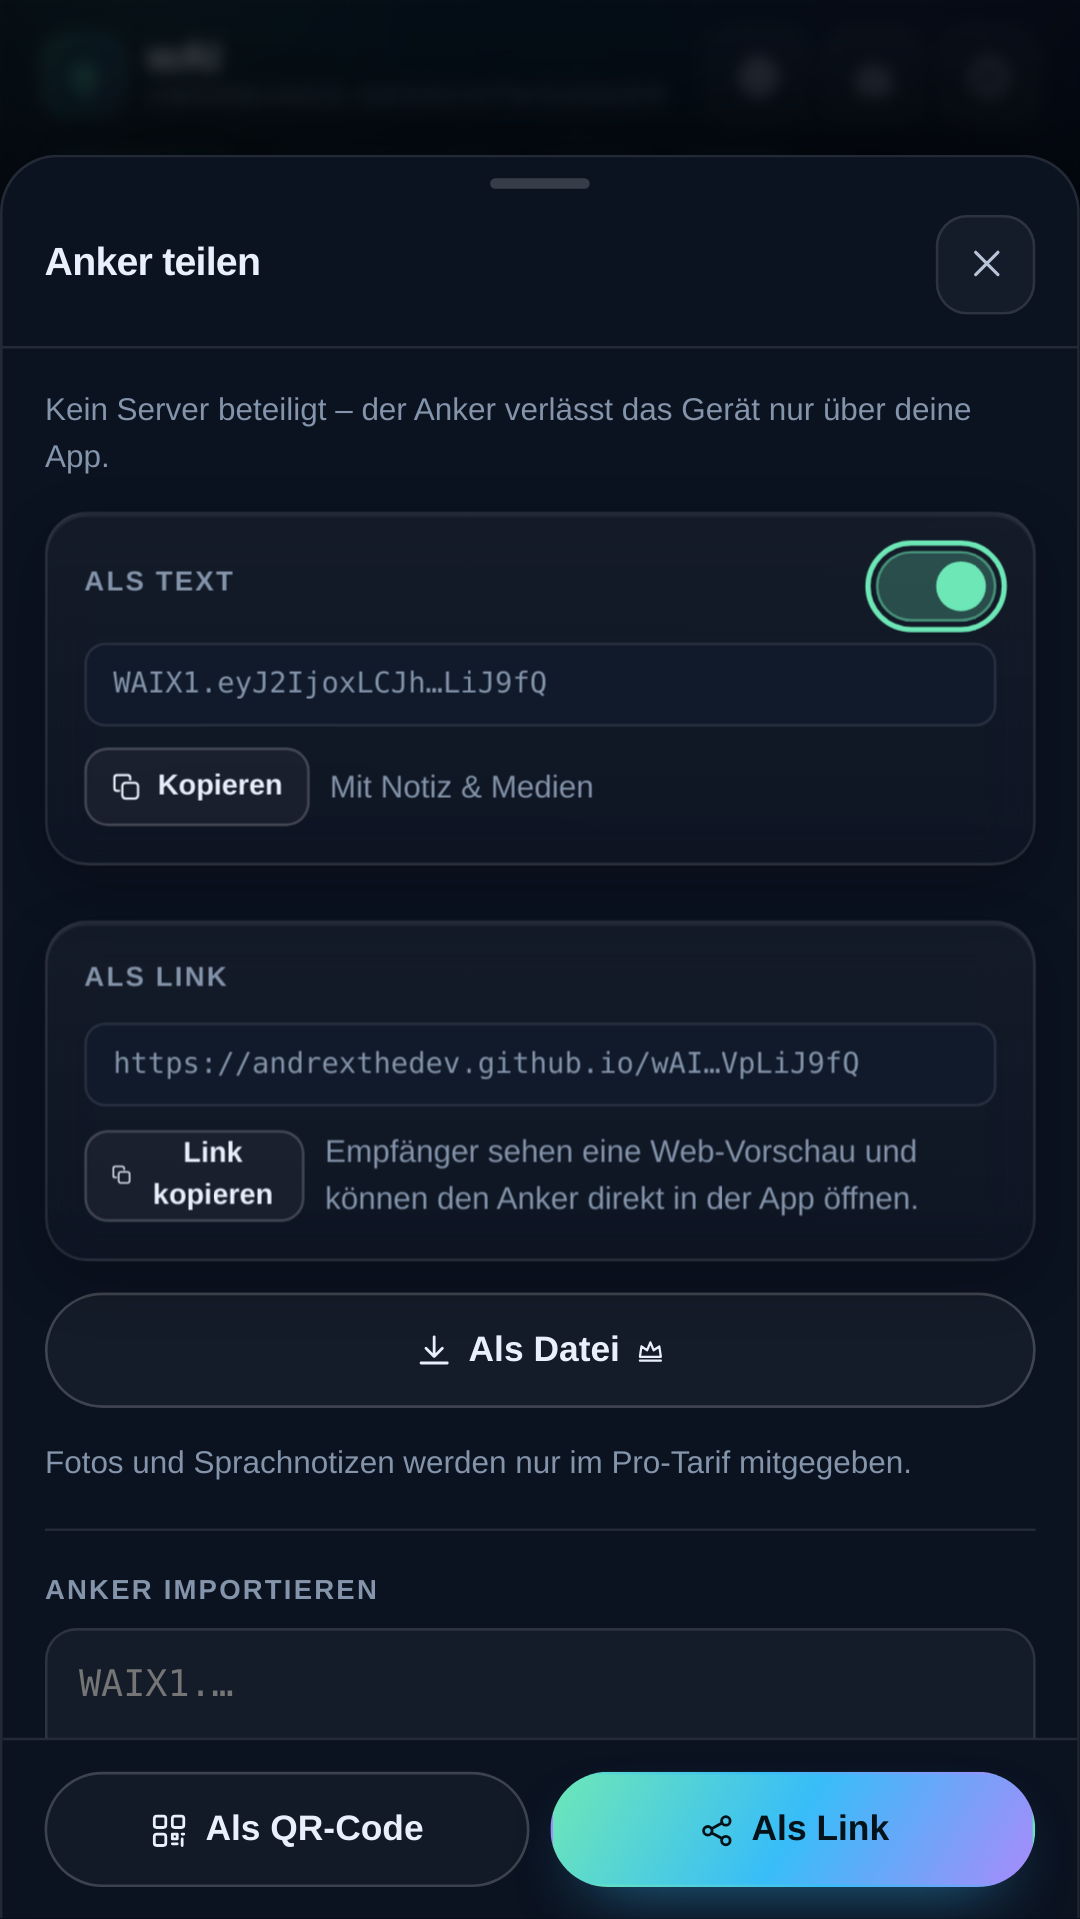 Anker teilen
Kein Server beteiligt – der Anker verlässt das Gerät nur über deine
App.
ALS TEXT
WAIX1.eyJ2IjoxLCJh…LiJ9fQ
Kopieren
Mit Notiz & Medien
ALS LINK
https://andrexthedev.github.io/wAI…VpLiJ9fQ
Link
kopieren
Empfänger sehen eine Web-Vorschau und
können den Anker direkt in der App öffnen.
Als Datei
Fotos und Sprachnotizen werden nur im Pro-Tarif mitgegeben.
ANKER IMPORTIEREN
WAIX1.…
Als QR-Code
Als Link